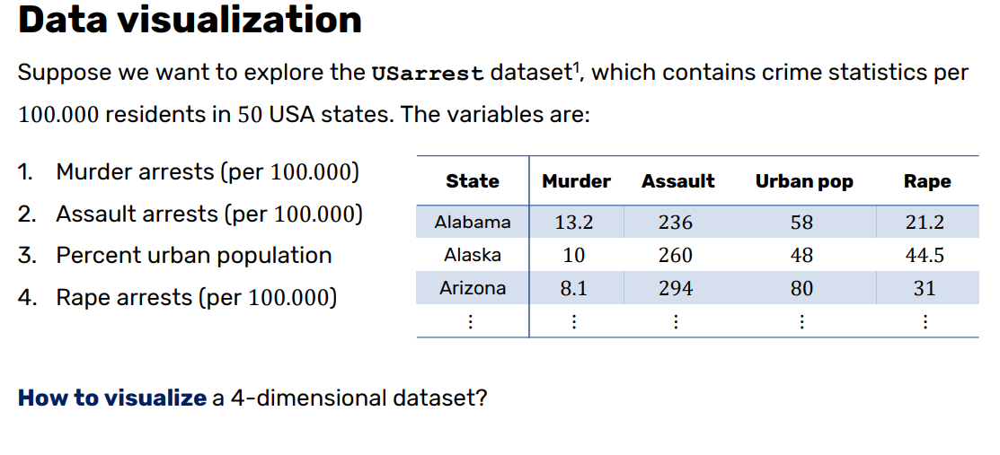 Data visualization
Suppose we want to explore the USarrest dataset¹, which contains crime statistics per
100.000 residents in 50 USA states. The variables are:
1. Murder arrests (per 100.000)
2. Assault arrests (per 100.000)
3. Percent urban population
4. Rape arrests (per 100.000)
State Murder Assault Urban pop Rape
Alabama 13.2 236 58 21.2
Alaska 10 260 48 44.5
Arizona 8.1 294 80 31
⋮ ⋮ ⋮ ⋮ ⋮
How to visualize a 4-dimensional dataset?